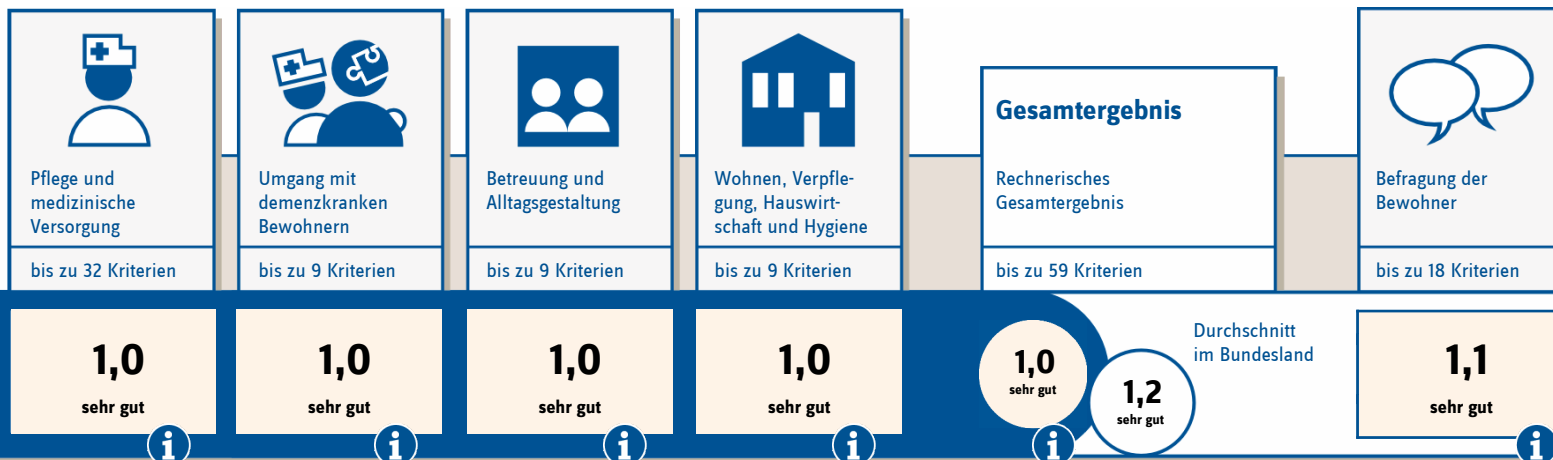 Pflege und
medizinische
Versorgung
bis zu 32 Kriterien
1,0
sehr gut
i
Umgang mit
demenzkranken
Bewohnern
bis zu 9 Kriterien
1,0
sehr gut
i
Betreuung und
Alltagsgestaltung
bis zu 9 Kriterien
1,0
sehr gut
i
Wohnen, Verpfle-
gung, Hauswirt-
schaft und Hygiene
bis zu 9 Kriterien
1,0
sehr gut
i
Gesamtergebnis
Rechnerisches
Gesamtergebnis
bis zu 59 Kriterien
1,0
sehr gut
i
Durchschnitt
im Bundesland
1,2
sehr gut
Befragung der
Bewohner
bis zu 18 Kriterien
1,1
sehr gut
i